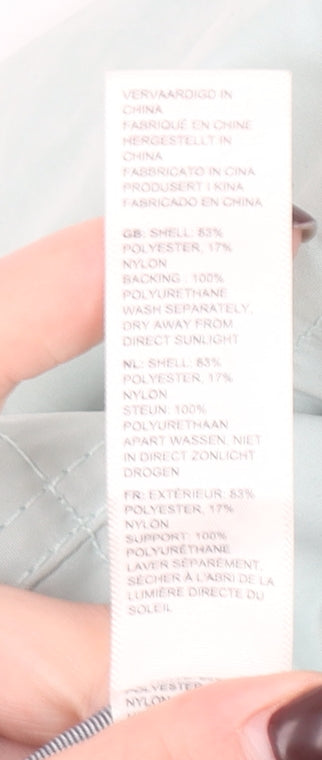 VERVAARDIGD IN
CHINA
FABRIQUÉ EN CHINE
HERGESTELLT IN
CHINA
FABBRICATO IN CINA
PRODUSERT I KINA
FABRICADO EN CHINA
GB: SHELL: 83%
POLYESTER, 17%
NYLON
BACKING : 100%
POLYURETHANE
WASH SEPARATELY,
DRY AWAY FROM
DIRECT SUNLIGHT
NL: SHELL: 83%
POLYESTER, 17%
NYLON
STEUN: 100%
POLYURETHAAN
APART WASSEN, NIET
IN DIRECT ZONLICHT
DROGEN
FR: EXTÉRIEUR: 83%
POLYESTER, 17%
NYLON
SUPPORT: 100%
POLYURÉTHANE
LAVER SÉPARÉMENT,
SÉCHER À L'ABRI DE LA
LUMIÈRE DIRECTE DU
SOLEIL
POLYESTER
NYLON